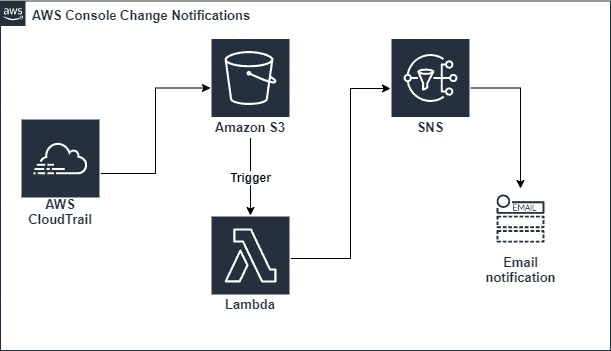 aws
AWS Console Change Notifications
Amazon S3
SNS
Trigger
AWS
CloudTrail
EMAIL
Lambda
Email
notification